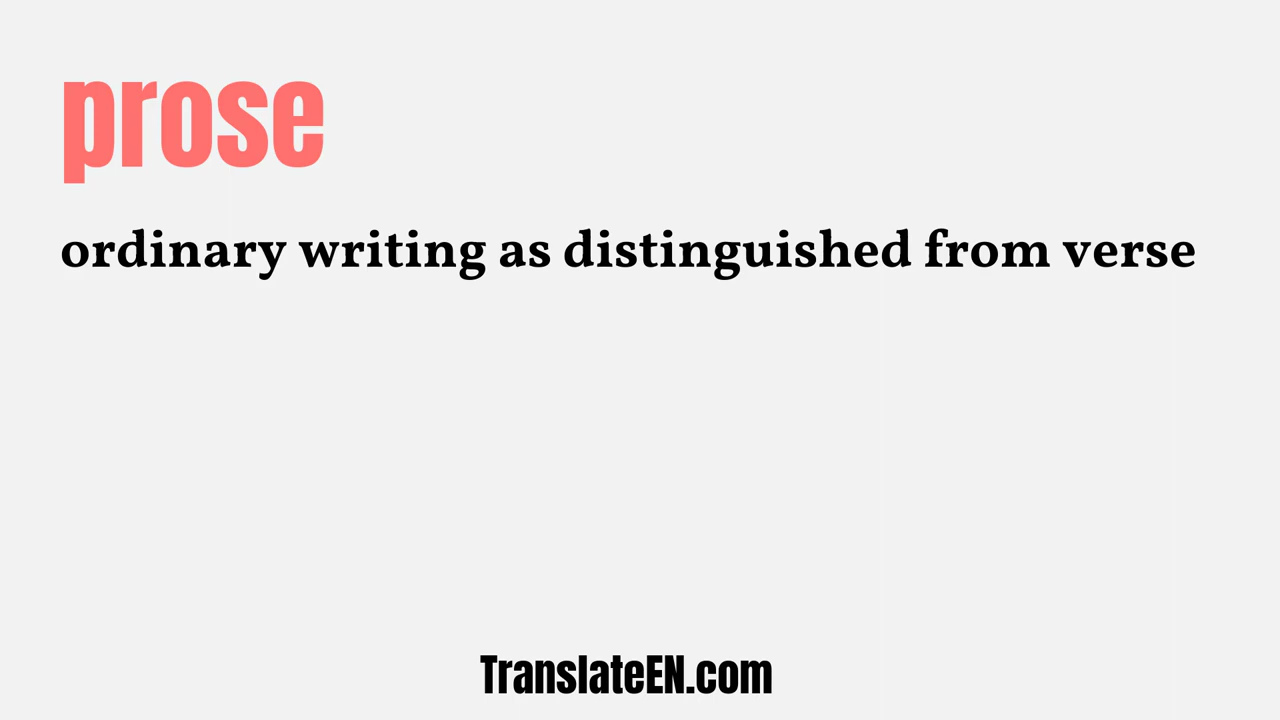 prose
ordinary writing as distinguished from verse
TranslateEN.com